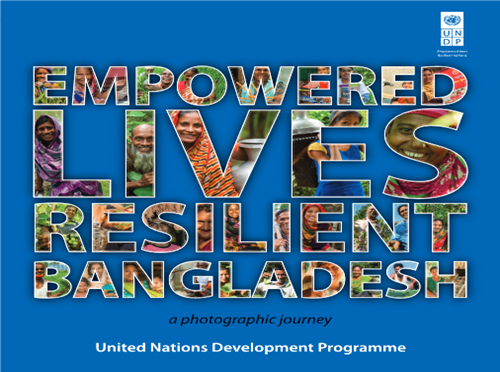 U N
D P
EMPOWERED
LIVES
RESILIENT
BANGLADESH
a photographic journey
United Nations Development Programme